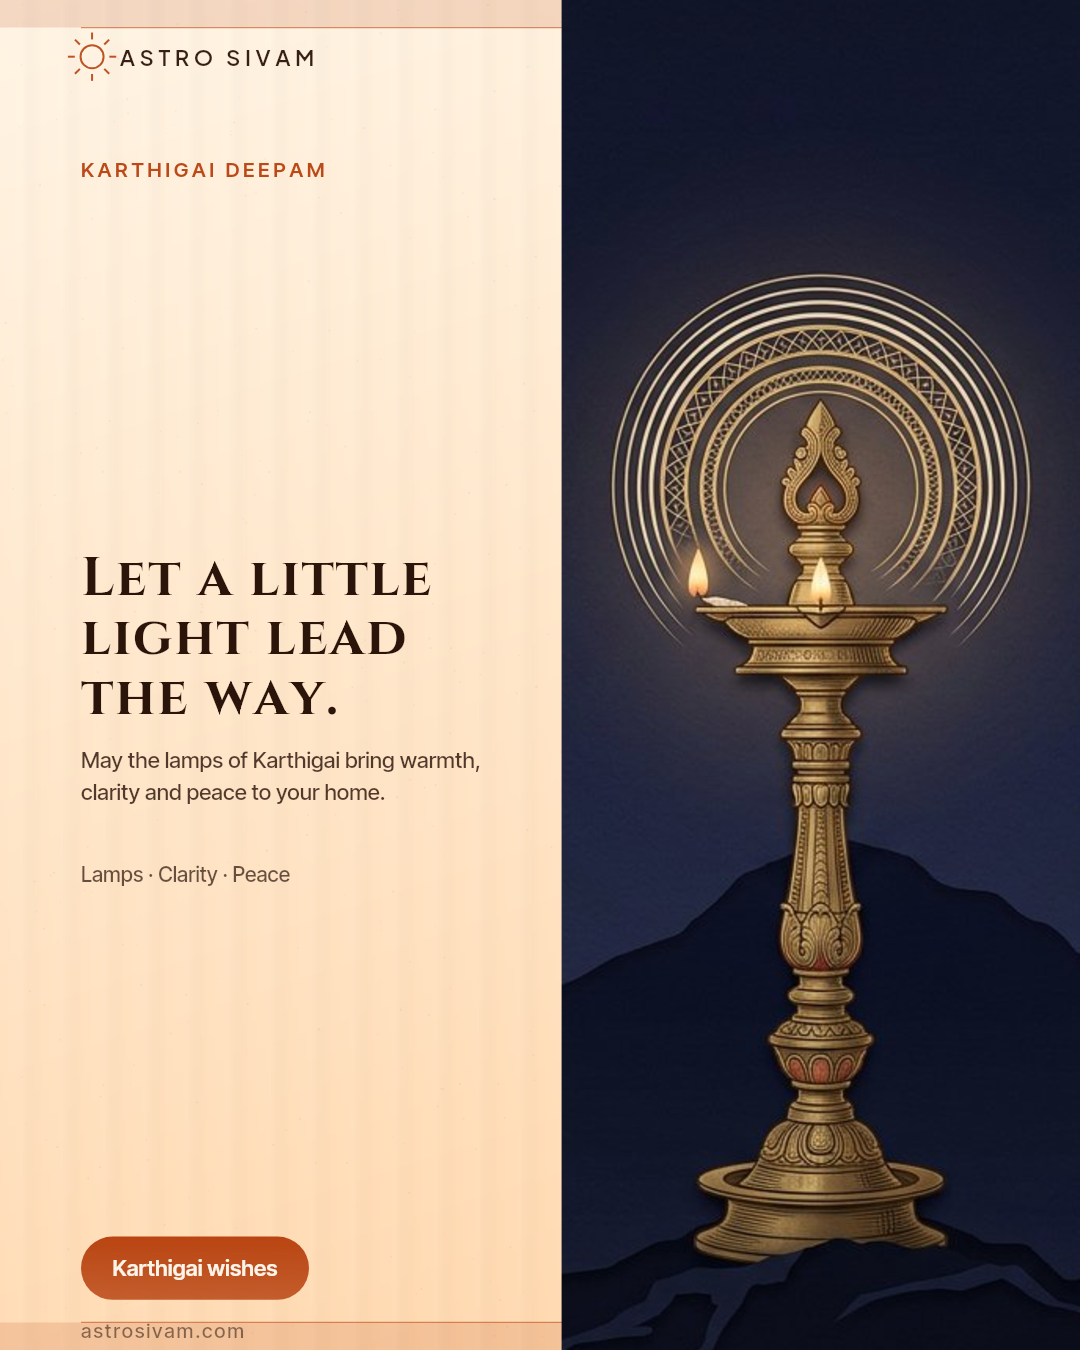 ASTRO SIVAM
KARTHIGAI DEEPAM
LET A LITTLE
LIGHT LEAD
THE WAY.
May the lamps of Karthigai bring warmth,
clarity and peace to your home.
Lamps · Clarity · Peace
Karthigai wishes
astrosivam.com